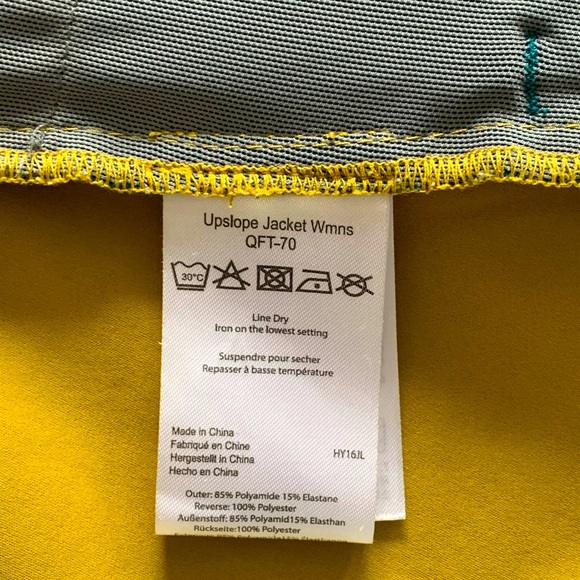 Upslope Jacket Wmns
QFT-70
30°C
Line Dry
Iron on the lowest setting
Suspendre pour secher
Repasser à basse température
Made in China
Fabriqué en Chine
Hergestellt in China
Hecho en China
HY16JL
Outer: 85% Polyamide 15% Elastane
Reverse: 100% Polyester
Außenstoff: 85% Polyamid15% Elasthan
Rückseite:100% Polyester